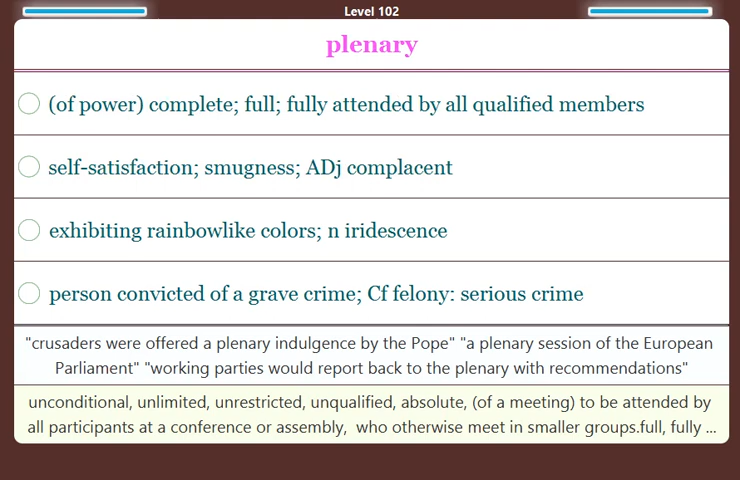 Level 102
plenary
(of power) complete; full; fully attended by all qualified members
self-satisfaction; smugness; ADj complacent
exhibiting rainbowlike colors; n iridescence
person convicted of a grave crime; Cf felony: serious crime
"crusaders were offered a plenary indulgence by the Pope" "a plenary session of the European
Parliament" "working parties would report back to the plenary with recommendations"
unconditional, unlimited, unrestricted, unqualified, absolute, (of a meeting) to be attended by
all participants at a conference or assembly,  who otherwise meet in smaller groups.full, fully ...